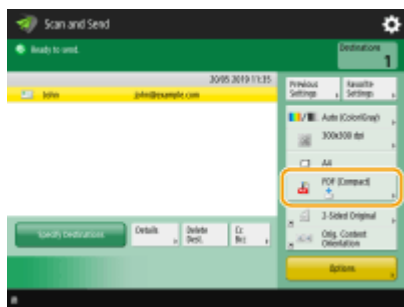 Scan and Send
Ready to send.
Destinations
1
20/05 2019 11:35
John
john@example.com
Previous
Settings
Favorite
Settings
Auto (Color/Gray)
300x300 dpi
A4
PDF (Compact)
2-Sided Original
Orig. Content
Orientation
Specify Destinations
Details
Delete
Dest.
Cc
Bcc
Options